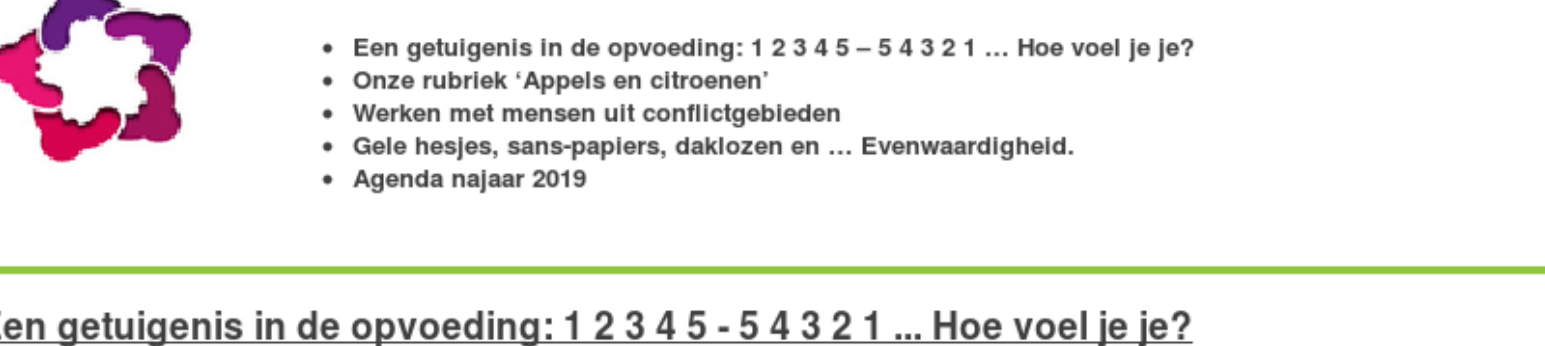 • Een getuigenis in de opvoeding: 1 2 3 4 5 – 5 4 3 2 1 … Hoe voel je je?
• Onze rubriek ‘Appels en citroenen’
• Werken met mensen uit conflictgebieden
• Gele hesjes, sans-papiers, daklozen en … Evenwaardigheid.
• Agenda najaar 2019
Een getuigenis in de opvoeding: 1 2 3 4 5 - 5 4 3 2 1 ... Hoe voel je je?